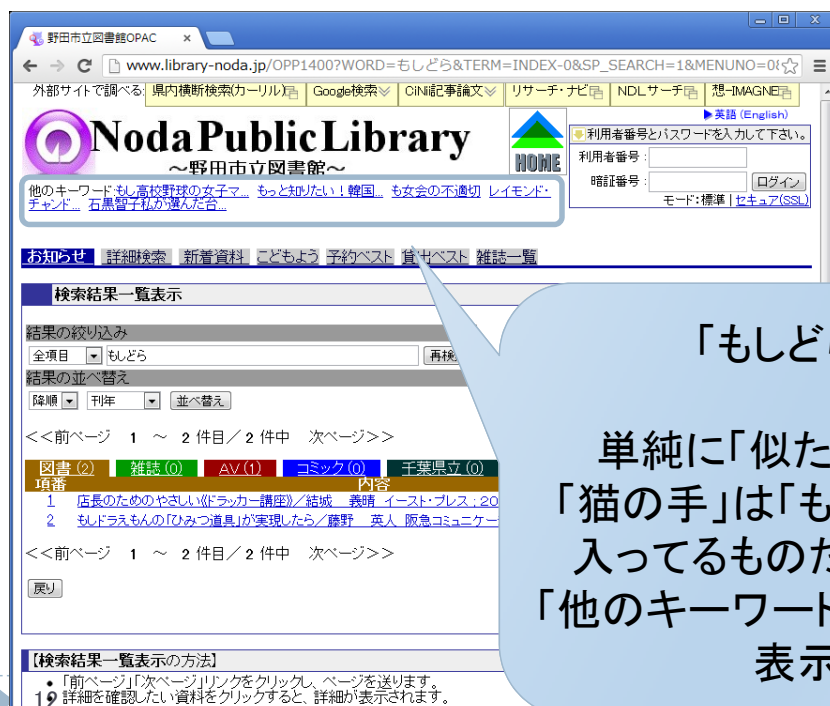 野田市立図書館OPAC ×
www.library-noda.jp/OPP1400?WORD=もしどら&TERM=INDEX-0&SP_SEARCH=1&MENUNO=0(
外部サイトで調べる: 県内横断検索(カーリル) Google検索 CiNii記事論文 リサーチ・ナビ NDLサーチ 想-IMAGNE
▶英語 (English)
Noda Public Library
〜野田市立図書館〜
HOME
利用者番号とパスワードを入力して下さい。
利用者番号:
暗証番号: ログイン
モード:標準 | セキュア(SSL)
他のキーワード:もし高校野球の女子マ... もっと知りたい!韓国... も女会の不適切 レイモンド・
チャンド... 石黒智子私が選んだ台...
お知らせ 詳細検索 新着資料 こどもよう 予約ベスト 貸出ベスト 雑誌一覧
検索結果一覧表示
結果の絞り込み
全項目 もしどら 再検
結果の並べ替え
降順 刊年 並べ替え
<<前ページ 1 〜 2 件目/ 2 件中 次ページ>>
図書(2) 雑誌(0) AV(1) コミック(0) 千葉県立(0)
項番 内容
1 店長のためのやさしい《ドラッカー講座》/結城 義晴 イースト・プレス;20
2 もしドラえもんの「ひみつ道具」が実現したら/藤野 英人 阪急コミュニケー
<<前ページ 1 〜 2 件目/ 2 件中 次ページ>>
戻り
【検索結果一覧表示の方法】
• 「前ページ」「次ページ」リンクをクリックし、ページを送ります。
詳細を確認したい資料をクリックすると、詳細が表示されます。
19
「もしど
単純に「似た
「猫の手」は「も
入ってるものた
「他のキーワード
表示